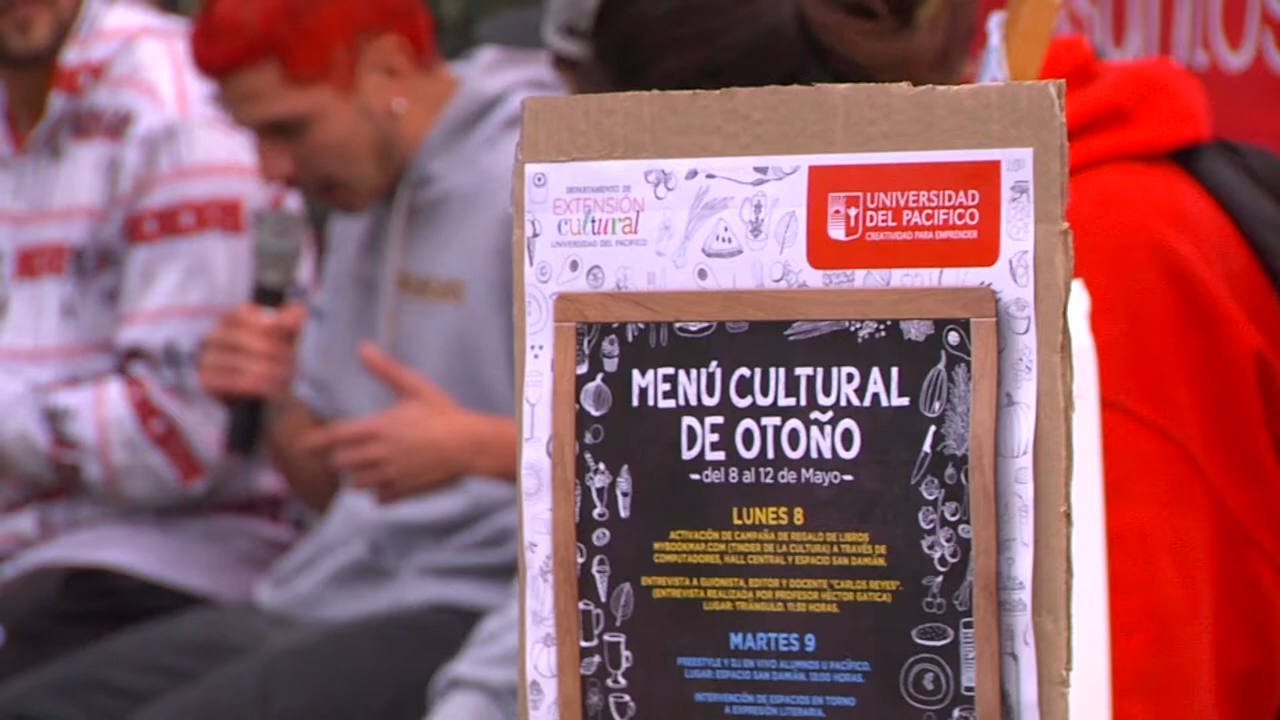 DEPARTAMENTO DE
EXTENSIÓN
cultural
UNIVERSIDAD DEL PACIFICO
UNIVERSIDAD
DEL PACIFICO
CREATIVIDAD PARA EMPRENDER
MENÚ CULTURAL
DE OTOÑO
-del 8 al 12 de Mayo-
LUNES 8
ACTIVACIÓN DE CAMPAÑA DE REGALO DE LIBROS
MYBOOKMAP.COM (TINDER DE LA CULTURA) A TRAVÉS DE
COMPUTADORES, HALL CENTRAL Y ESPACIO SAN DAMIÁN.
ENTREVISTA A GUIONISTA, EDITOR Y DOCENTE "CARLOS REYES".
(ENTREVISTA REALIZADA POR PROFESOR HÉCTOR GATICA)
LUGAR: TRIÁNGULO. 11:30 HORAS.
MARTES 9
FREESTYLE Y DJ EN VIVO ALUMNOS U PACÍFICO.
LUGAR: ESPACIO SAN DAMIÁN. 13:00 HORAS.
INTERVENCIÓN DE ESPACIOS EN TORNO
A EXPRESIÓN LITERARIA.